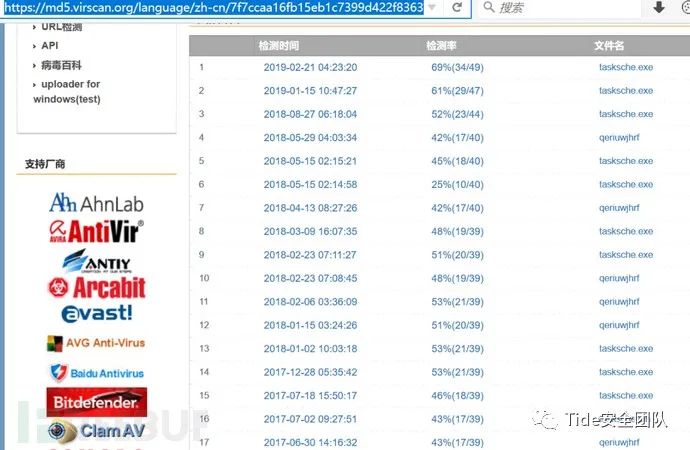 https://md5.virscan.org/language/zh-cn/7f7ccaa16fb15eb1c7399d422f8363
搜索
URL检测
API
病毒百科
uploader for
windows(test)
支持厂商
Ahn AhnLab
AVIRA AntiVir®
ANTIY
Arcabit
avast!
AVG Anti-Virus
Baidu Antivirus
Bitdefender
ClamAV
检测时间 检测率 文件名
1 2019-02-21 04:23:20 69%(34/49) tasksche.exe
2 2019-01-15 10:47:27 61%(29/47) tasksche.exe
3 2018-08-27 06:18:04 52%(23/44) tasksche.exe
4 2018-05-29 04:03:34 42%(17/40) qeriuwjhrf
5 2018-05-15 02:15:21 45%(18/40) tasksche.exe
6 2018-05-15 02:14:58 25%(10/40) tasksche.exe
7 2018-04-13 08:27:26 42%(17/40) qeriuwjhrf
8 2018-03-09 16:07:35 48%(19/39) tasksche.exe
9 2018-02-23 07:11:27 51%(20/39) tasksche.exe
10 2018-02-23 07:08:45 48%(19/39) qeriuwjhrf
11 2018-02-06 03:36:09 53%(21/39) qeriuwjhrf
12 2018-01-15 03:24:26 51%(20/39) qeriuwjhrf
13 2018-01-02 10:03:18 53%(21/39) tasksche.exe
14 2017-12-28 05:35:42 53%(21/39) tasksche.exe
15 2017-07-18 15:50:17 46%(18/39) tasksche.exe
16 2017-07-02 09:27:51 43%(17/39)
17 2017-06-30 14:16:32 43%(17/39) qeriuwjhrf
Tide安全团队